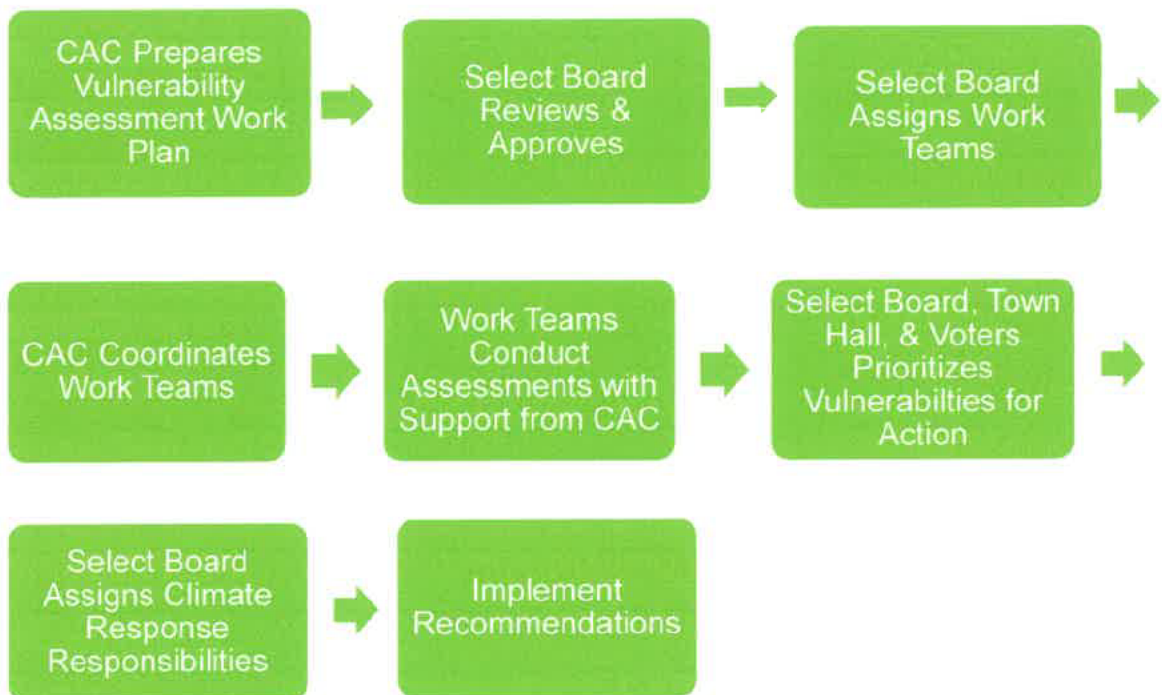 CAC Prepares
Vulnerability
Assessment Work
Plan
Select Board
Reviews &
Approves
Select Board
Assigns Work
Teams
CAC Coordinates
Work Teams
Work Teams
Conduct
Assessments with
Support from CAC
Select Board, Town
Hall, & Voters
Prioritizes
Vulnerabilties for
Action
Select Board
Assigns Climate
Response
Responsibilities
Implement
Recommendations